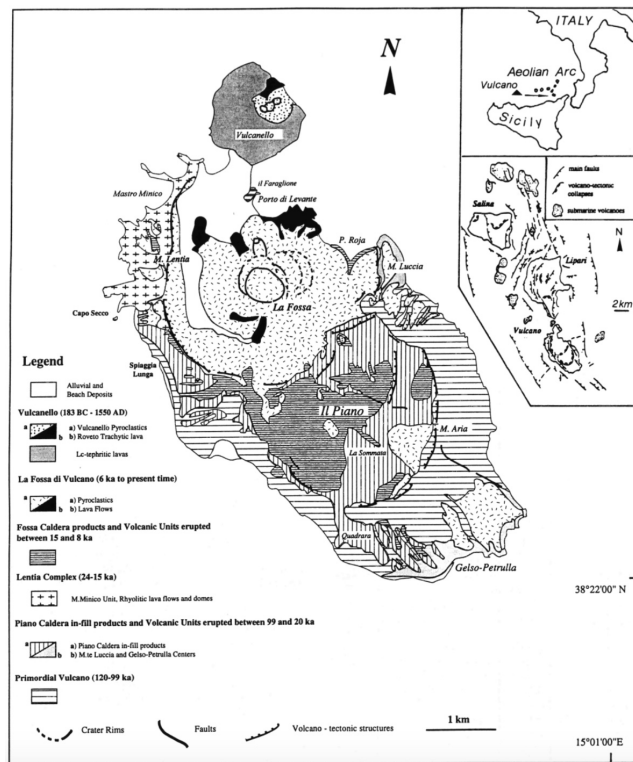 N
Vulcanello
Mastro Minico
il Faraglione
Porto di Levante
P. Roja
M. Luccia
M. Lentia
La Fossa
Capo Secco
Spiaggia
Lunga
Il Piano
M. Aria
La Sommata
Quadrara
Gelso-Petrulla
ITALY
Aeolian Arc
Vulcano
Sicily
main faults
volcano-tectonic
collapses
submarine volcanoes
Salina
N
Lipari
2km
Vulcano
Legend
Alluvial and
Beach Deposits
Vulcanello (183 BC - 1550 AD)
a b a) Vulcanello Pyroclastics
b) Roveto Trachytic lava
Lc-tephritic lavas
La Fossa di Vulcano (6 ka to present time)
a b a) Pyroclastics
b) Lava Flows
Fossa Caldera products and Volcanic Units erupted
between 15 and 8 ka
Lentia Complex (24-15 ka)
M.Minico Unit, Rhyolitic lava flows and domes
Piano Caldera in-fill products and Volcanic Units erupted between 99 and 20 ka
a b a) Piano Caldera in-fill products
b) M.te Luccia and Gelso-Petrulla Centers
Primordial Vulcano (120-99 ka)
Crater Rims
Faults
Volcano - tectonic structures
1 km
38°22'00" N
15°01'00"E